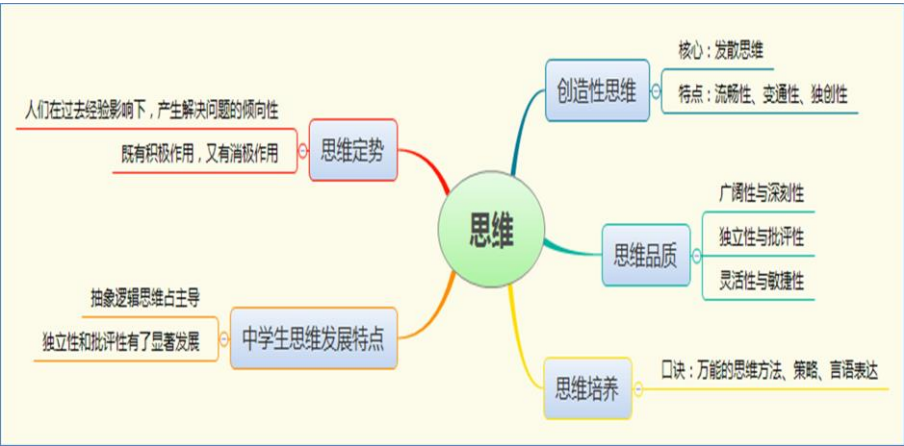 思维
创造性思维
核心：发散思维
特点：流畅性、变通性、独创性
思维品质
广阔性与深刻性
独立性与批评性
灵活性与敏捷性
思维培养
口诀：万能的思维方法、策略、言语表达
思维定势
人们在过去经验影响下，产生解决问题的倾向性
既有积极作用，又有消极作用
中学生思维发展特点
抽象逻辑思维占主导
独立性和批评性有了显著发展